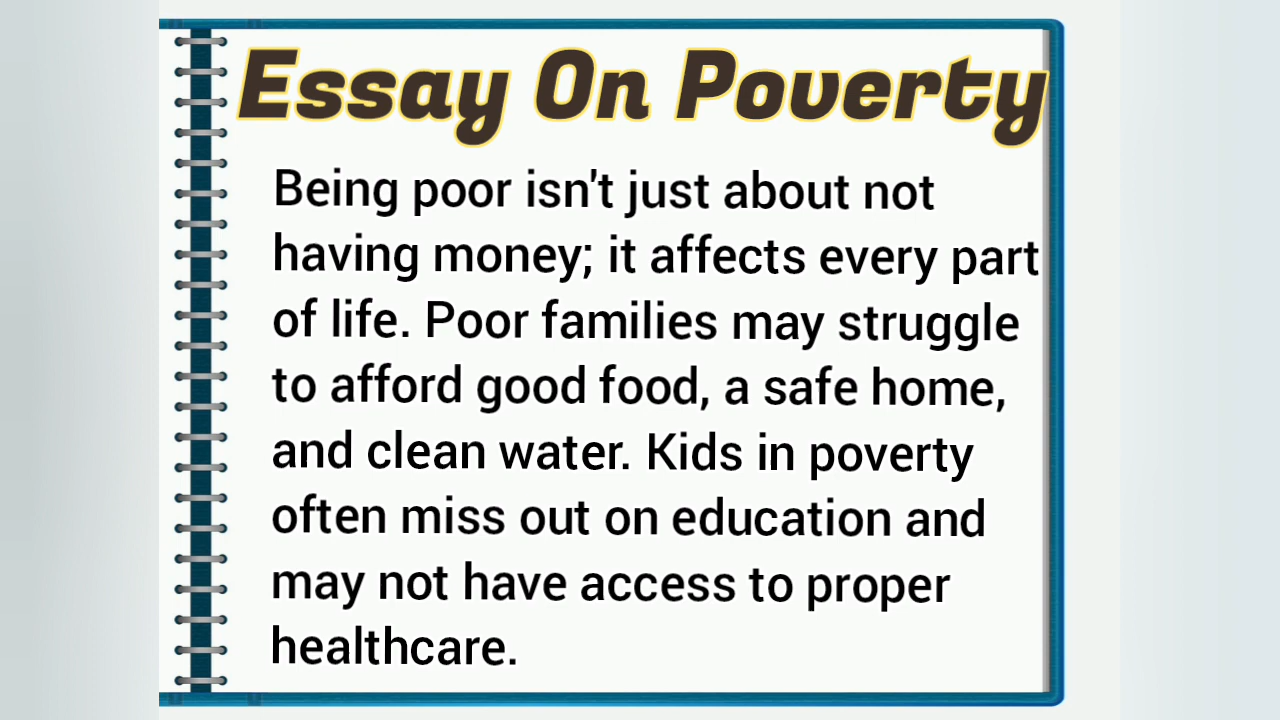 Essay On Poverty
Being poor isn't just about not
having money; it affects every part
of life. Poor families may struggle
to afford good food, a safe home,
and clean water. Kids in poverty
often miss out on education and
may not have access to proper
healthcare.